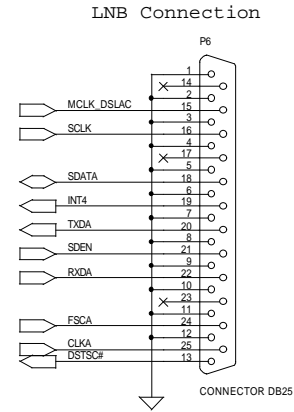 LNB Connection
P6
1
14
2
MCLK_DSLAC 15
3
SCLK 16
4
17
5
SDATA 18
6
INT4 19
7
TXDA 20
8
SDEN 21
9
RXDA 22
10
23
11
FSCA 24
12
CLKA 25
DSTSC# 13
CONNECTOR DB25